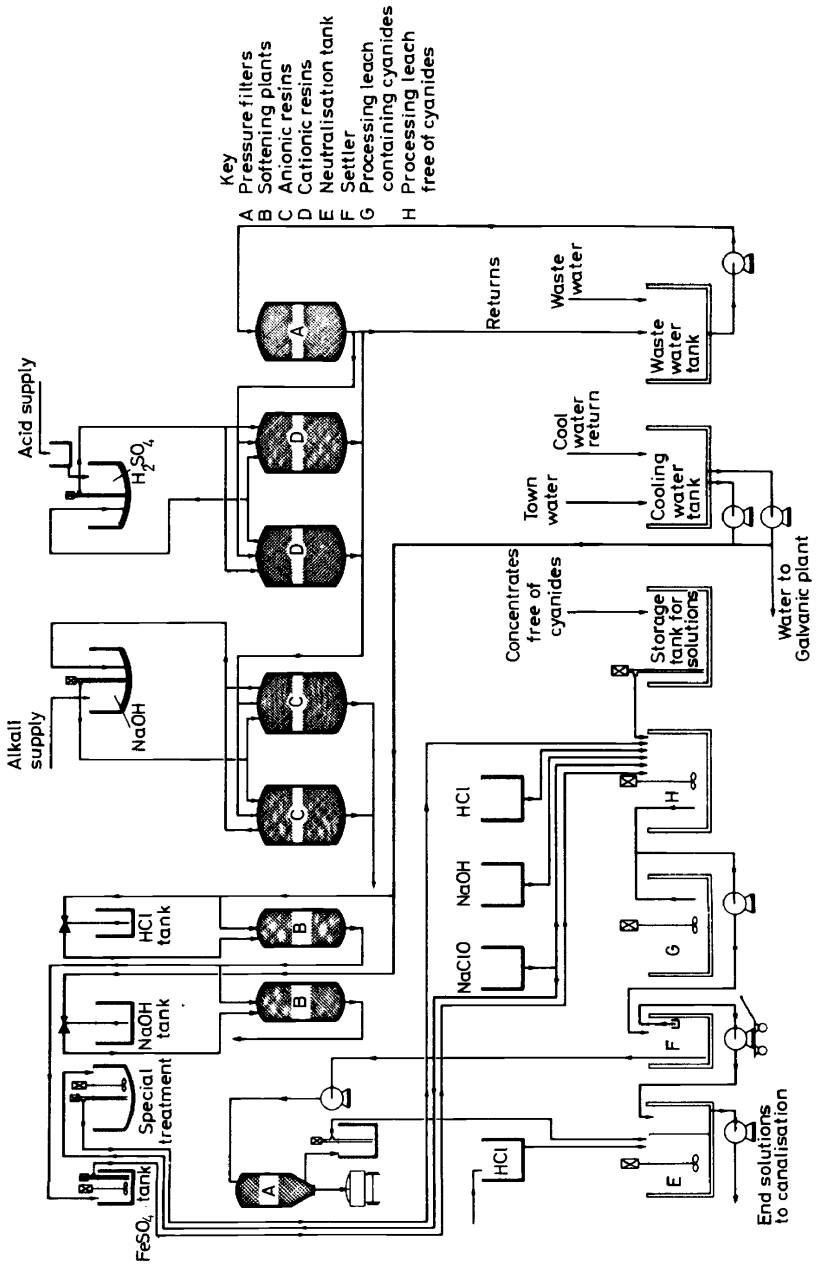 Key
A Pressure filters
B Softening plants
C Anionic resins
D Cationic resins
E Neutralisation tank
F Settler
G Processing leach
containing cyanides
H Processing leach
free of cyanides
FeSO4 tank
Special
treatment
NaOH
tank
HCl
tank
Alkali
supply
NaOH
Acid supply
H2SO4
A
B
B
C
C
D
D
A
HCl
NaClO
NaOH
HCl
Concentrates
free of
cyanides
Town
water
Cool
water
return
Returns
Waste
water
E
F
G
H
Storage
tank for
solutions
Cooling
water
tank
Waste
water
tank
End solutions
to canalisation
Water to
Galvanic plant